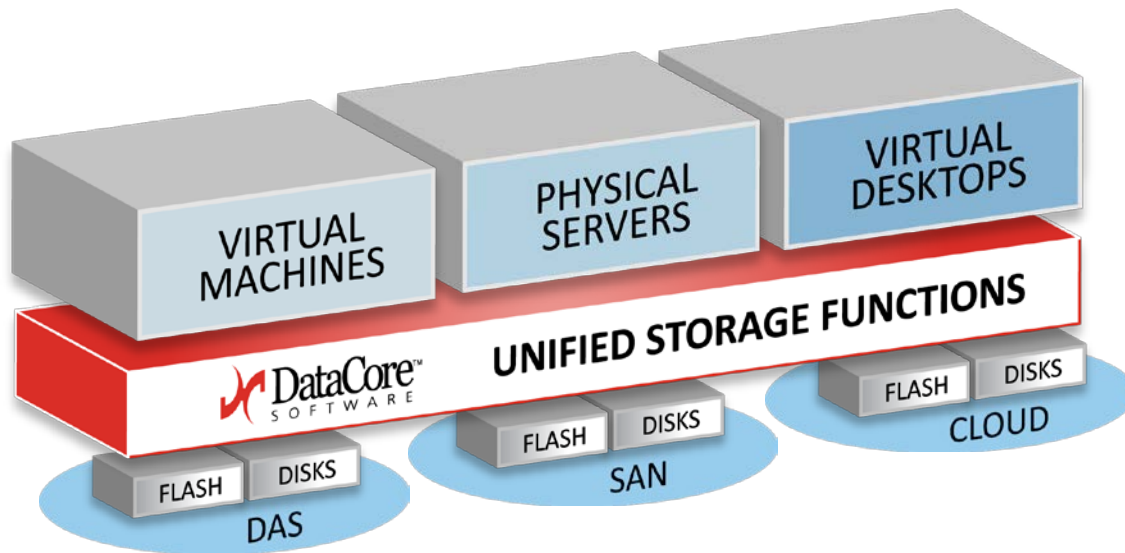 VIRTUAL
MACHINES
PHYSICAL
SERVERS
VIRTUAL
DESKTOPS
DataCore™
SOFTWARE
UNIFIED STORAGE FUNCTIONS
FLASH
DISKS
DAS
FLASH
DISKS
SAN
FLASH
DISKS
CLOUD